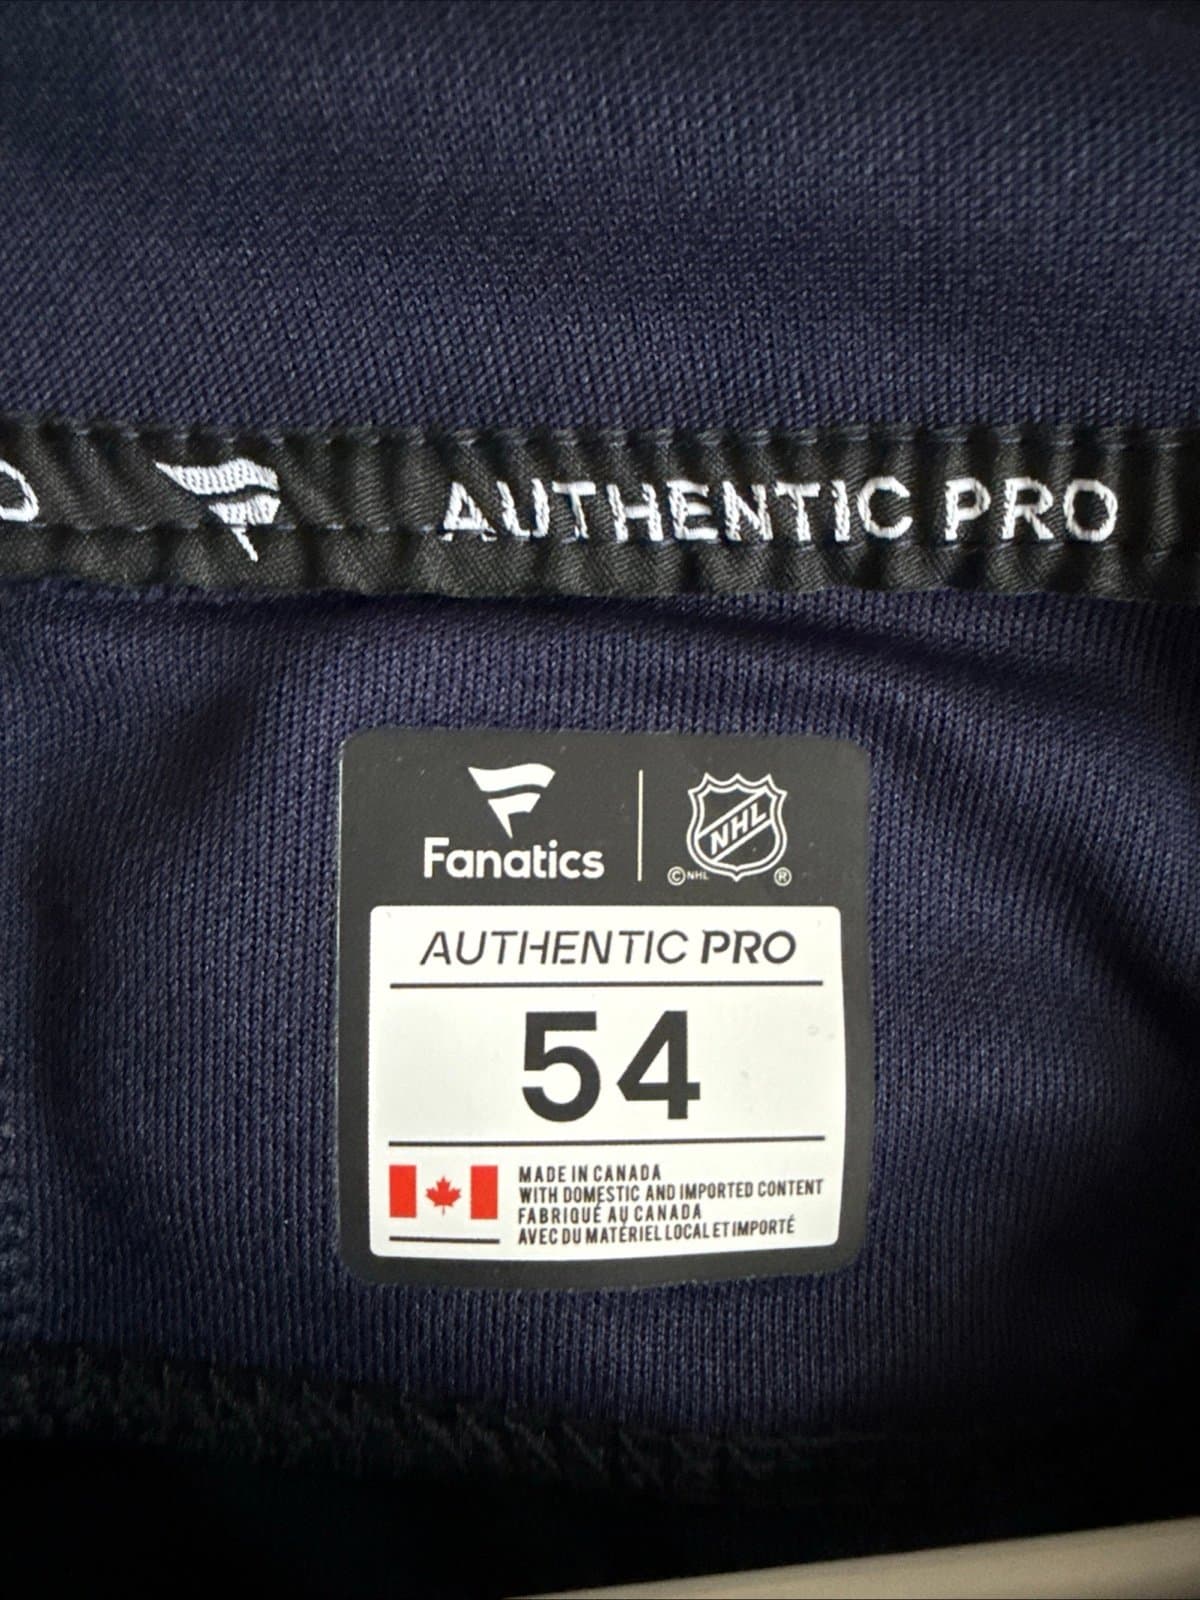 AUTHENTIC PRO
Fanatics
NHL
© NHL ®
AUTHENTIC PRO
54
MADE IN CANADA
WITH DOMESTIC AND IMPORTED CONTENT
FABRIQUÉ AU CANADA
AVEC DU MATÉRIEL LOCAL ET IMPORTÉ